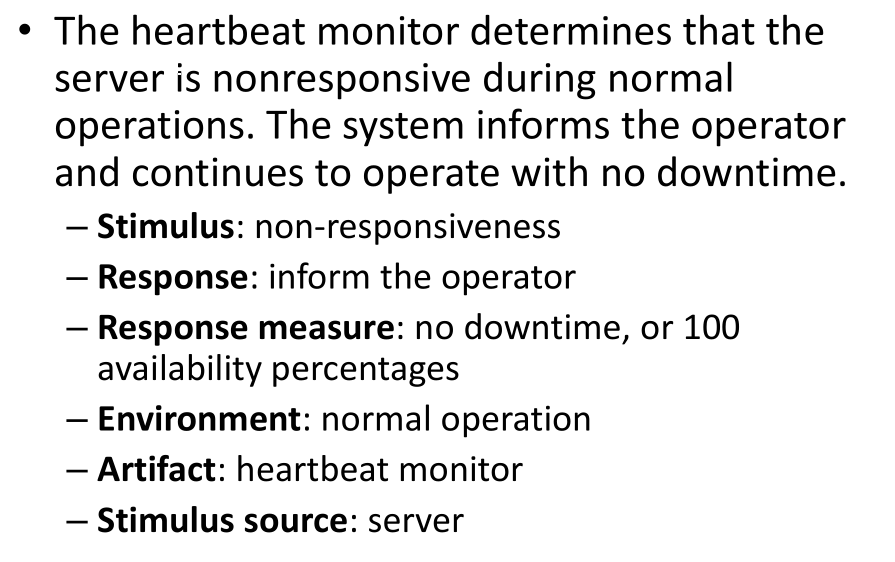 • The heartbeat monitor determines that the
server is nonresponsive during normal
operations. The system informs the operator
and continues to operate with no downtime.
– Stimulus: non-responsiveness
– Response: inform the operator
– Response measure: no downtime, or 100
availability percentages
– Environment: normal operation
– Artifact: heartbeat monitor
– Stimulus source: server